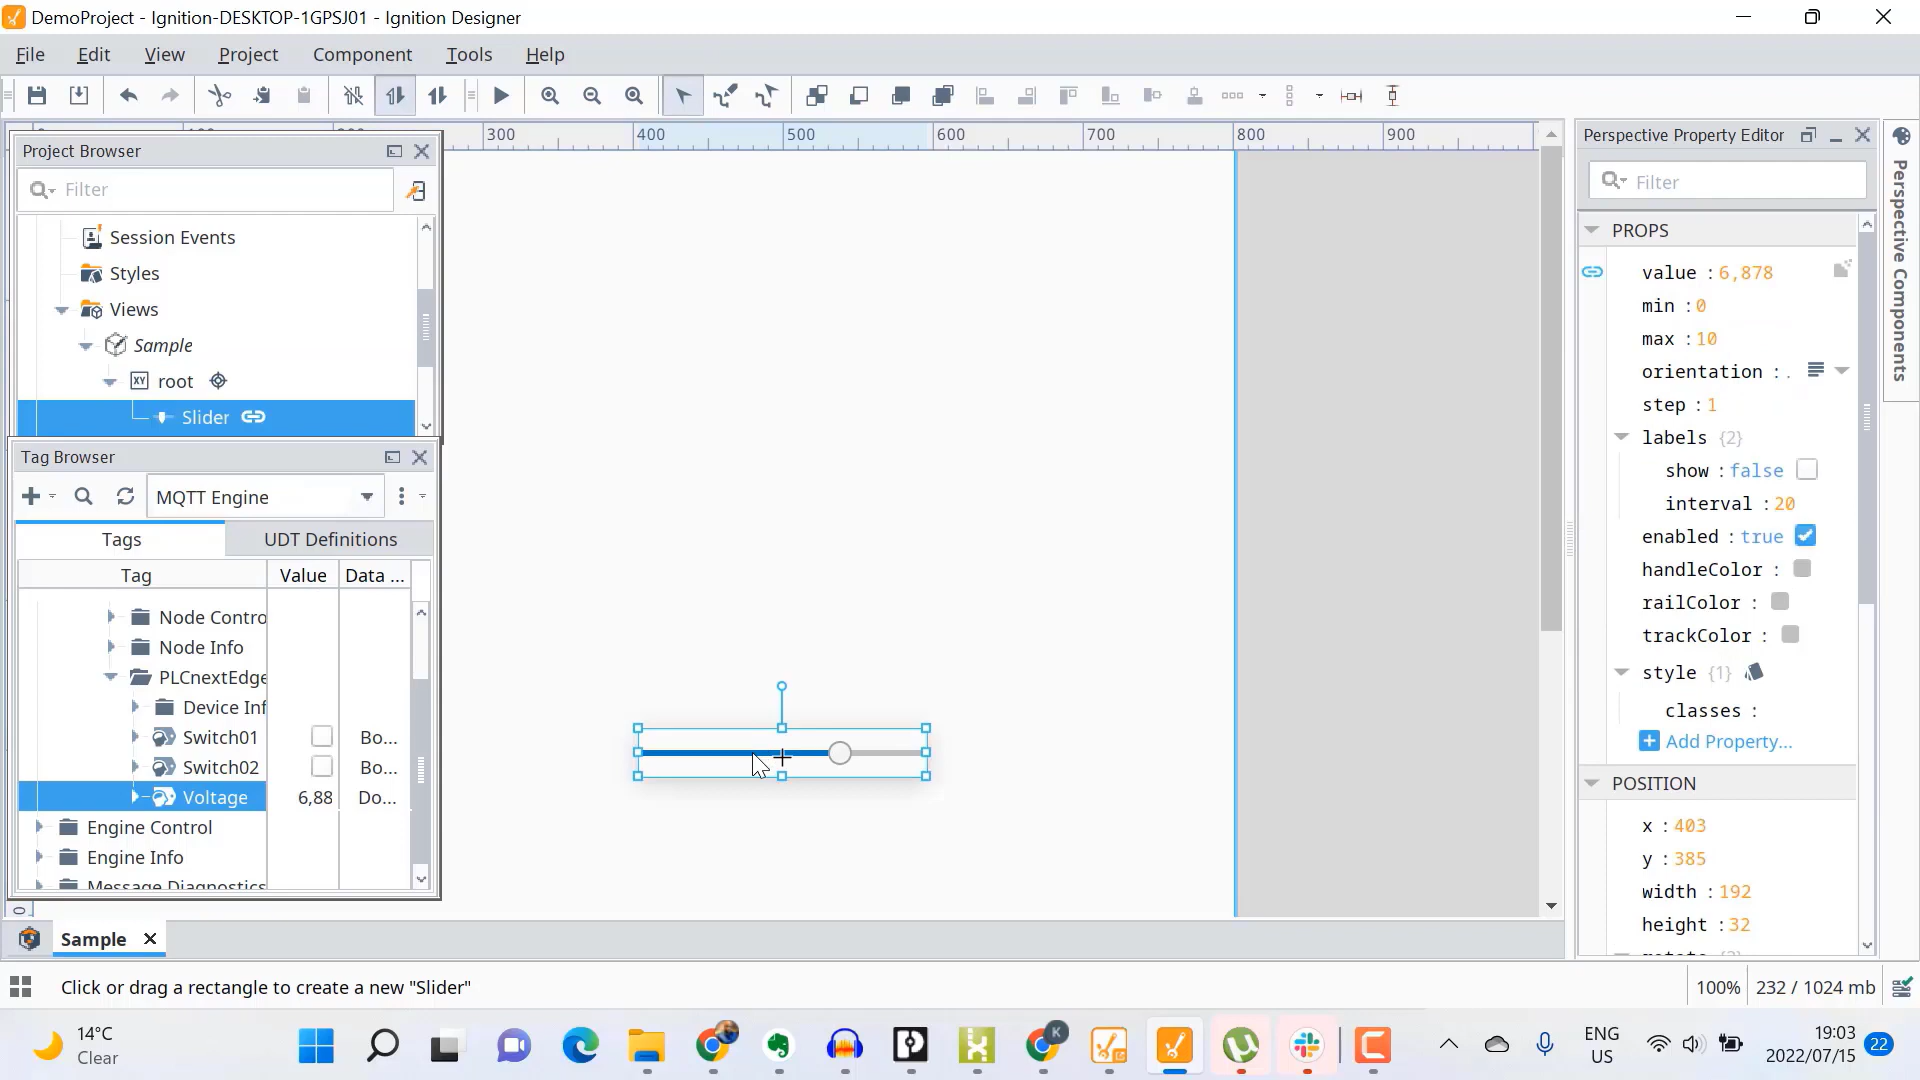 DemoProject - Ignition-DESKTOP-1GPSJ01 - Ignition Designer
File Edit View Project Component Tools Help
300 400 500 600 700 800 900
Project Browser
Filter
Session Events
Styles
Views
Sample
XY root
Slider
Tag Browser
MQTT Engine
Tags UDT Definitions
Tag Value Data ...
Node Contro
Node Info
PLCnextEdge
Device Inf
Switch01 Bo...
Switch02 Bo...
Voltage 6,88 Do...
Engine Control
Engine Info
Message Diagnostics
0
Perspective Property Editor
Filter
PROPS
value : 6,878
min : 0
max : 10
orientation : .
step : 1
labels {2}
show : false
interval : 20
enabled : true
handleColor :
railColor :
trackColor :
style {1}
classes :
Add Property...
POSITION
x : 403
y : 385
width : 192
height : 32
Perspective Components
Sample
Click or drag a rectangle to create a new "Slider"
100% 232 / 1024 mb
14°C
Clear
K
ENG
US
19:03
2022/07/15
22